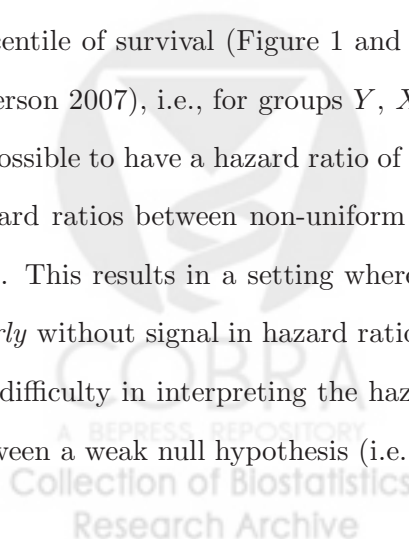 centile of survival (Figure 1 and
erson 2007), i.e., for groups Y, X
ossible to have a hazard ratio of
ard ratios between non-uniform
. This results in a setting where
rly without signal in hazard ratio
difficulty in interpreting the haz
ween a weak null hypothesis (i.e.
COBRA
A BEPRESS REPOSITORY
Collection of Biostatistics
Research Archive